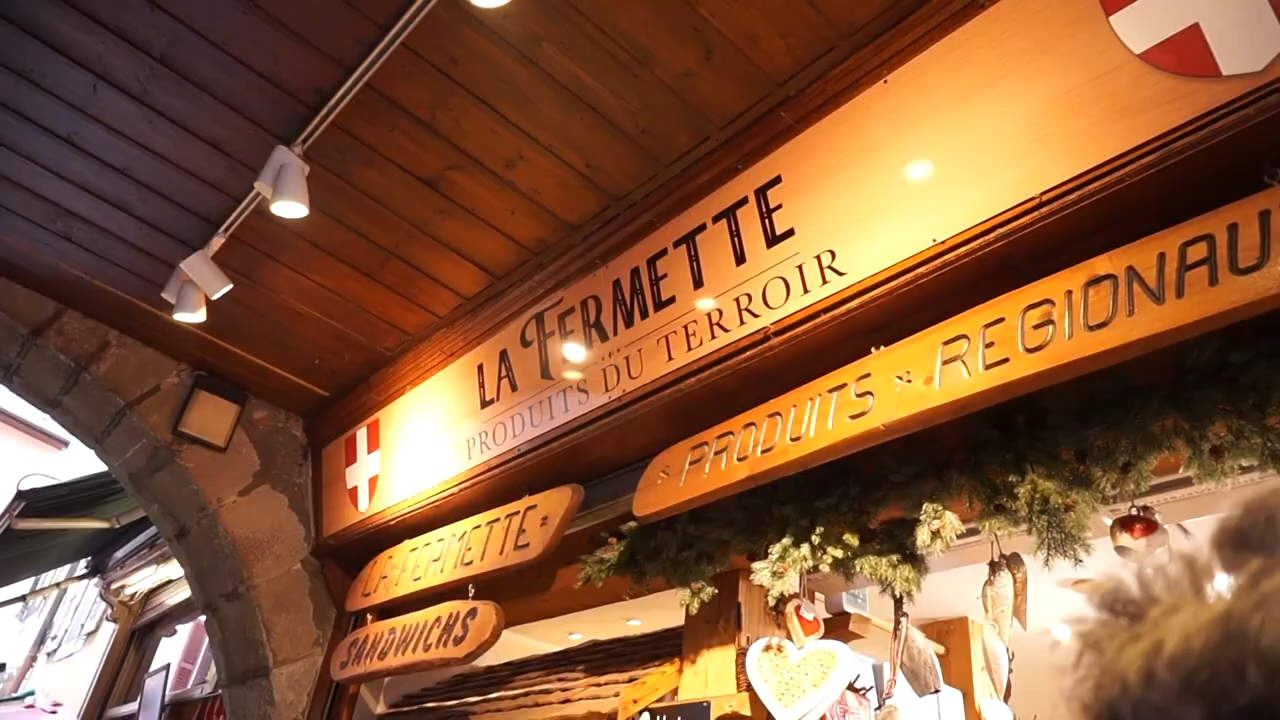 LA FERMETTE
PRODUITS DU TERROIR
PRODUITS REGIONAU
LA FERMETTE
SANDWICHS